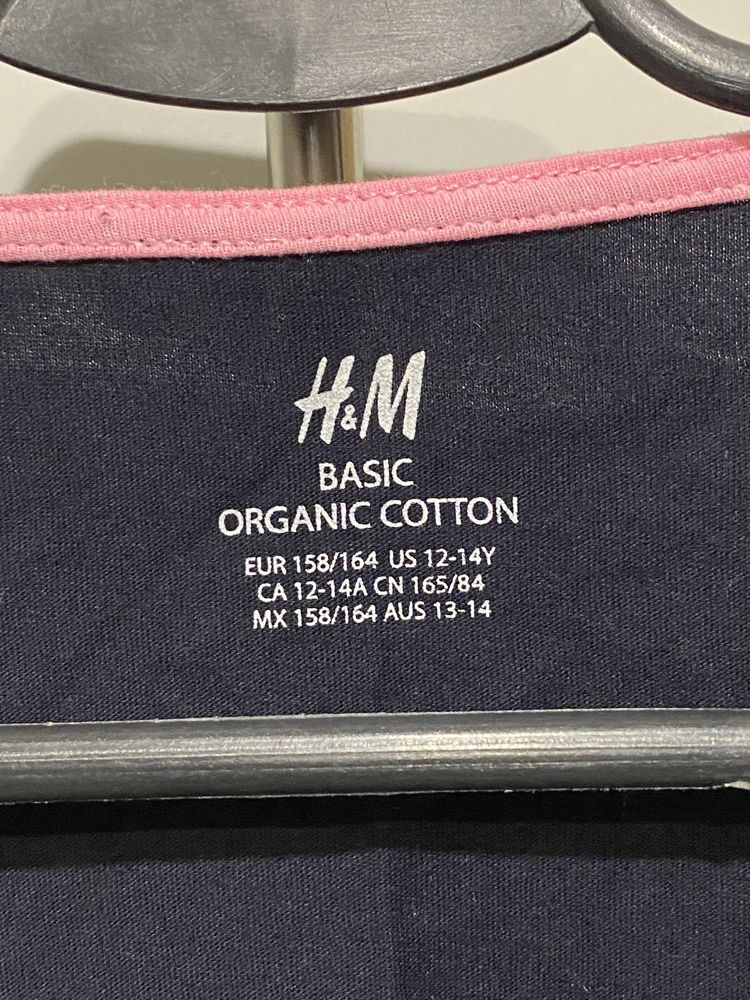 H&M
BASIC
ORGANIC COTTON
EUR 158/164 US 12-14Y
CA 12-14A CN 165/84
MX 158/164 AUS 13-14